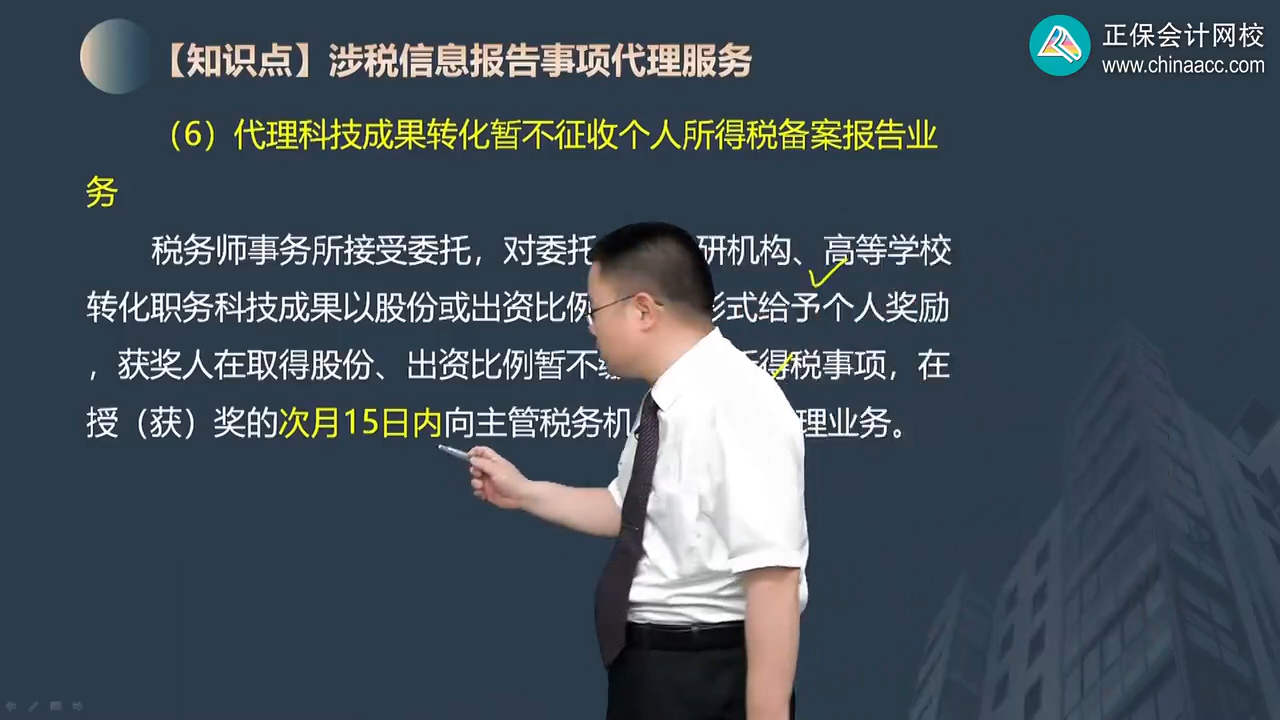 【知识点】涉税信息报告事项代理服务
正保会计网校
www.chinaacc.com
（6）代理科技成果转化暂不征收个人所得税备案报告业
务
税务师事务所接受委托，对委托 研机构、高等学校
转化职务科技成果以股份或出资比例 形式给予个人奖励
，获奖人在取得股份、出资比例暂不 得税事项，在
授（获）奖的次月15日内向主管税务机 理业务。